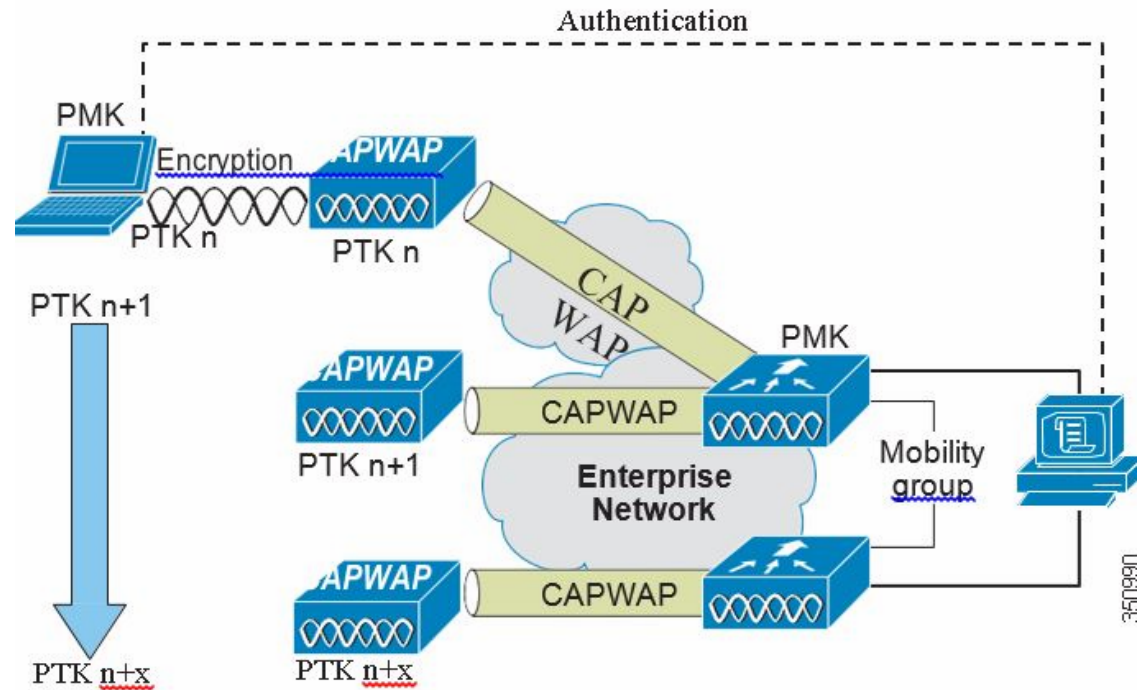 Authentication
PMK
Encryption
CAPWAP
PTK n
PTK n
CAP
WAP
PTK n+1
PMK
CAPWAP
CAPWAP
PTK n+1
Mobility
group
Enterprise
Network
CAPWAP
CAPWAP
PTK n+x
PTK n+x
350990